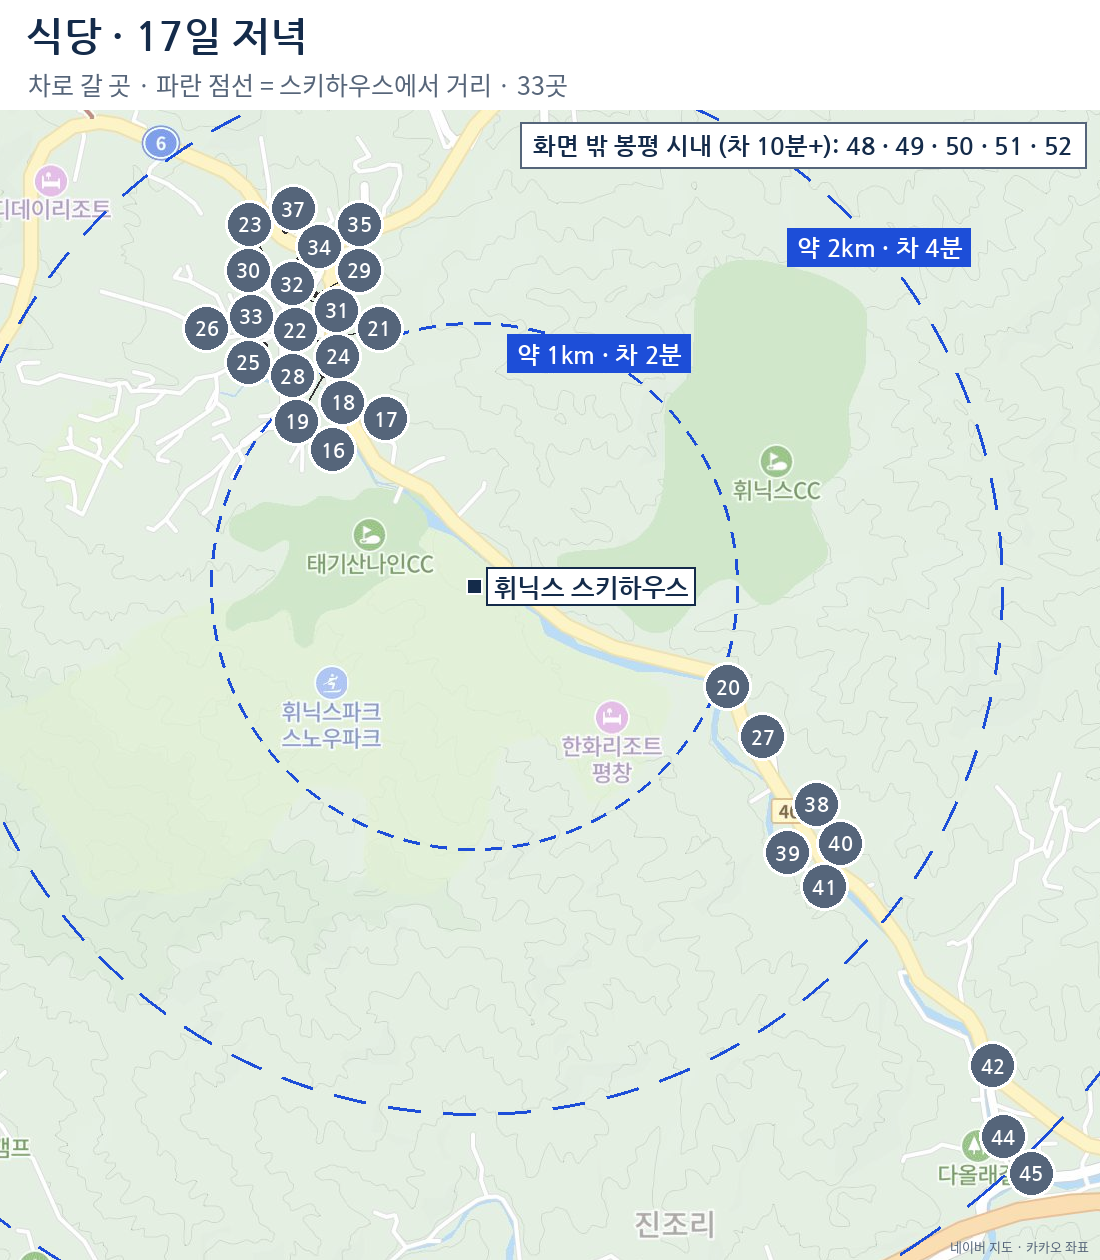 식당 · 17일 저녁
차로 갈 곳 · 파란 점선 = 스키하우스에서 거리 · 33곳
화면 밖 봉평 시내 (차 10분+): 48 · 49 · 50 · 51 · 52
6
디데이리조트
37
23
35
34
약 2km · 차 4분
30
29
32
31
33
26
22
21
약 1km · 차 2분
24
25
28
18
17
19
16
휘닉스CC
태기산나인CC
휘닉스 스키하우스
20
휘닉스파크
스노우파크
한화리조트
평창
27
38
40
39
41
42
44
캠프
45
다올래
진조리
네이버 지도 · 카카오 좌표